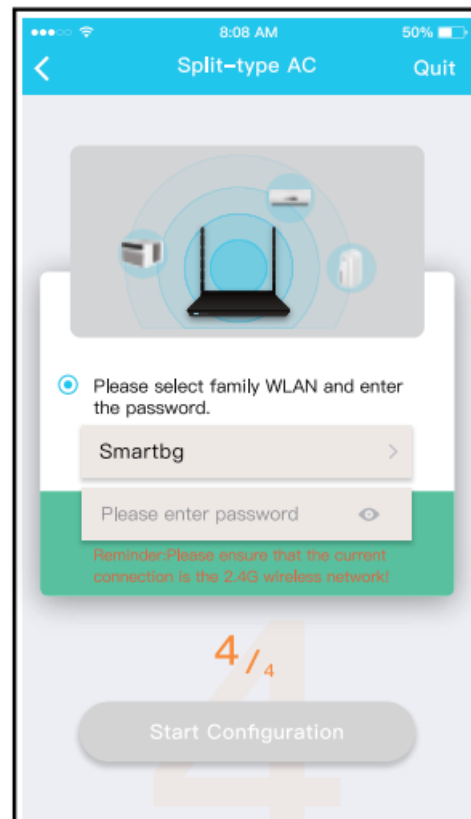 8:08 AM
50%
Split-type AC
Quit
Please select family WLAN and enter
the password.
Smartbg
Please enter password
Reminder:Please ensure that the current
connection is the 2.4G wireless network!
4/4
4
Start Configuration